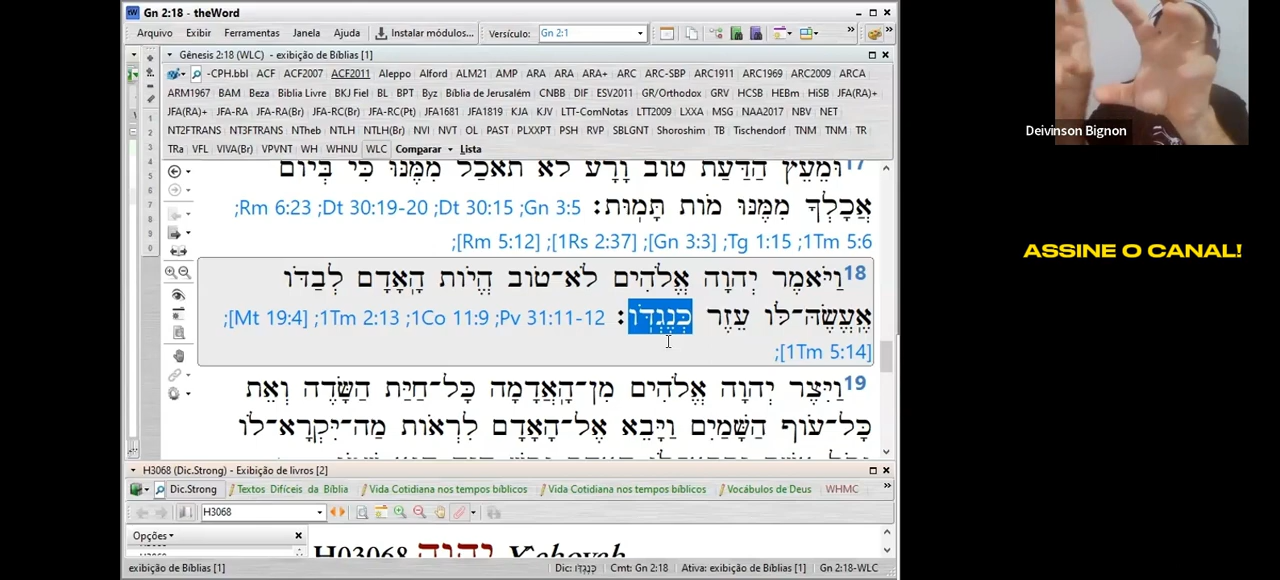 Gn 2:18 - theWord
Arquivo Exibir Ferramentas Janela Ajuda Instalar módulos... Versículo: Gn 2:1
Gênesis 2:18 (WLC) - exibição de Bíblias [1]
-CPH.bbl ACF ACF2007 ACF2011 Aleppo Alford ALM21 AMP ARA ARA ARA+ ARC ARC-SBP ARC1911 ARC1969 ARC2009 ARCA
ARM1967 BAM Beza Bíblia Livre BKJ Fiel BL BPT Byz Bíblia de Jerusalém CNBB DIF ESV2011 GR/Orthodox GRV HCSB HEBm HiSB JFA(RA)+
JFA(RA)+ JFA-RA JFA-RA(Br) JFA-RC(Br) JFA-RC(Pt) JFA1681 JFA1819 KJA KJV LTT-ComNotas LTT2009 LXXA MSG NAA2017 NBV NET
NT2FTRANS NT3FTRANS NTheb NTLH NTLH(Br) NVI NVT OL PAST PLXXPT PSH RVP SBLGNT Shoroshim TB Tischendorf TNM TNM TR
TRa VFL VIVA(Br) VPVNT WH WHNU WLC Comparar Lista
17 וּמֵעֵץ הַדַּעַת טוֹב וָרָע לֹא תֹאכַל מִמֶּנּוּ כִּי בְּיוֹם
אֲכָלְךָ מִמֶּנּוּ מוֹת תָּמֽוּת׃ Gn 3:5; Dt 30:15; Dt 30:19-20; Rm 6:23;
1Tm 5:6; Tg 1:15; [Gn 3:3]; [1Rs 2:37]; [Rm 5:12];
18 וַיֹּאמֶר יְהוָה אֱלֹהִים לֹא־טוֹב הֱיוֹת הָֽאָדָם לְבַדּוֹ
אֶֽעֱשֶׂהּ־לּוֹ עֵזֶר כְּנֶגְדּֽוֹ׃ Pv 31:11-12; 1Co 11:9; 1Tm 2:13; [Mt 19:4];
[1Tm 5:14];
19 וַיִּצֶר יְהוָה אֱלֹהִים מִן־הָֽאֲדָמָה כָּל־חַיַּת הַשָּׂדֶה וְאֵת
כָּל־עוֹף הַשָּׁמַיִם וַיָּבֵא אֶל־הָאָדָם לִרְאוֹת מַה־יִּקְרָא־לוֹ
H3068 (Dic.Strong) - Exibição de livros [2]
Dic.Strong Textos Difíceis da Bíblia Vida Cotidiana nos tempos bíblicos Vida Cotidiana nos tempos bíblicos Vocábulos de Deus WHMC
H3068
Opções
H03068 יהוה Yehovah
exibição de Bíblias [1] Dic: כְּנֶגְדּֽוֹ Cmt: Gn 2:18 Ativa: exibição de Bíblias [1] Gn 2:18-WLC
Deivinson Bignon
ASSINE O CANAL!